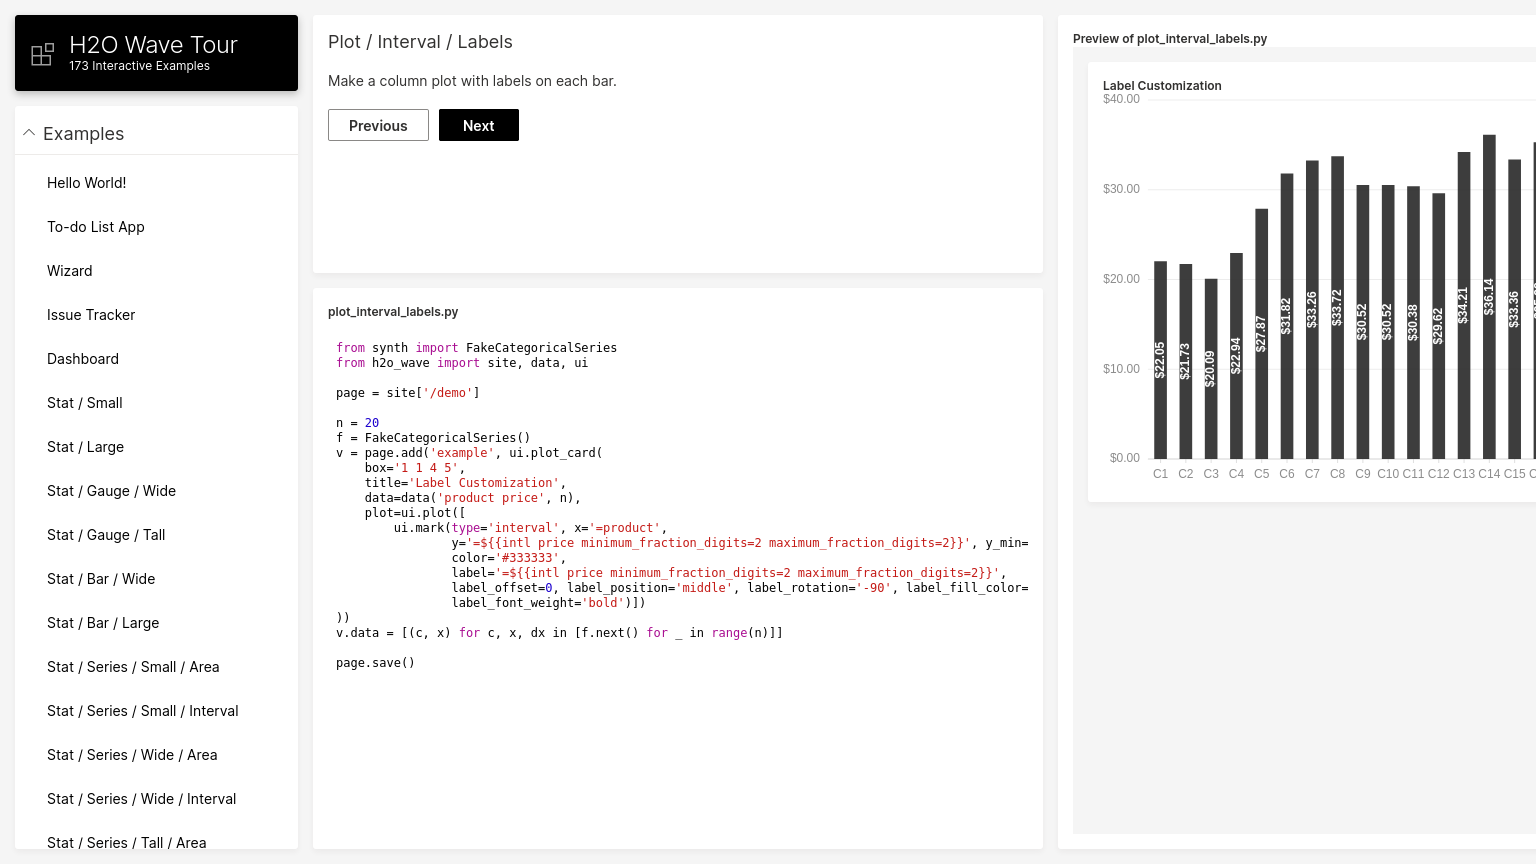 H2O Wave Tour
173 Interactive Examples
Examples
Hello World!
To-do List App
Wizard
Issue Tracker
Dashboard
Stat / Small
Stat / Large
Stat / Gauge / Wide
Stat / Gauge / Tall
Stat / Bar / Wide
Stat / Bar / Large
Stat / Series / Small / Area
Stat / Series / Small / Interval
Stat / Series / Wide / Area
Stat / Series / Wide / Interval
Stat / Series / Tall / Area
Plot / Interval / Labels
Make a column plot with labels on each bar.
Previous Next
plot_interval_labels.py
from synth import FakeCategoricalSeries
from h2o_wave import site, data, ui
page = site['/demo']
n = 20
f = FakeCategoricalSeries()
v = page.add('example', ui.plot_card(
    box='1 1 4 5',
    title='Label Customization',
    data=data('product price', n),
    plot=ui.plot([
        ui.mark(type='interval', x='=product',
                y='=${{intl price minimum_fraction_digits=2 maximum_fraction_digits=2}}', y_min=
                color='#333333',
                label='=${{intl price minimum_fraction_digits=2 maximum_fraction_digits=2}}',
                label_offset=0, label_position='middle', label_rotation='-90', label_fill_color=
                label_font_weight='bold')])
))
v.data = [(c, x) for c, x, dx in [f.next() for _ in range(n)]]
page.save()
Preview of plot_interval_labels.py
Label Customization
$40.00
$30.00
$20.00
$10.00
$0.00
$22.05 $21.73 $20.09 $22.94 $27.87 $31.82 $33.26 $33.72 $30.52 $30.52 $30.38 $29.62 $34.21 $36.14 $33.36
C1 C2 C3 C4 C5 C6 C7 C8 C9 C10 C11 C12 C13 C14 C15